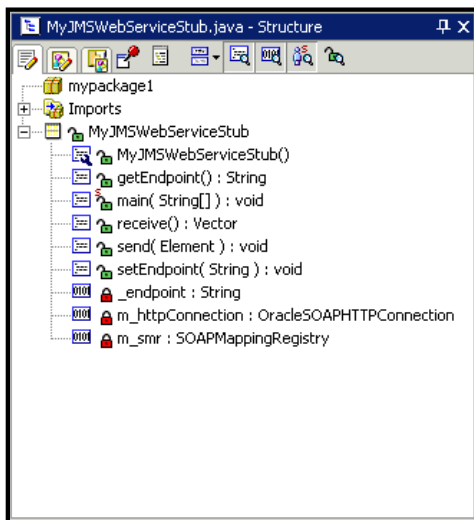 MyJMSWebServiceStub.java - Structure
mypackage1
Imports
MyJMSWebServiceStub
MyJMSWebServiceStub()
getEndpoint() : String
main( String[] ) : void
receive() : Vector
send( Element ) : void
setEndpoint( String ) : void
_endpoint : String
m_httpConnection : OracleSOAPHTTPConnection
m_smr : SOAPMappingRegistry